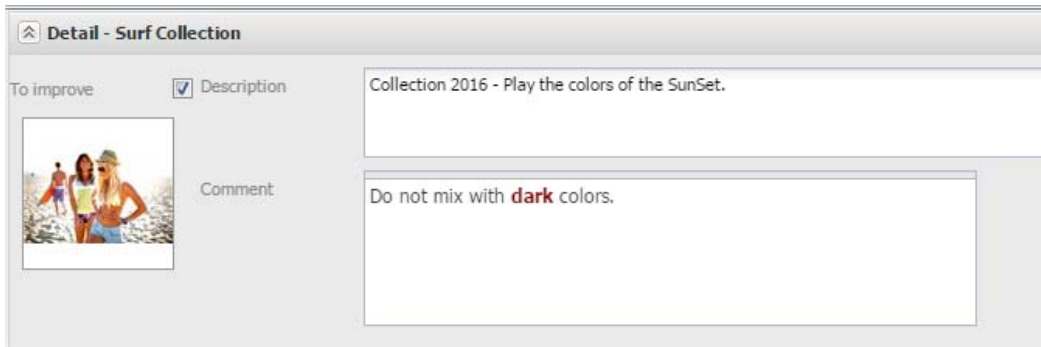 Detail - Surf Collection
To improve
Description
Collection 2016 - Play the colors of the SunSet.
Comment
Do not mix with dark colors.